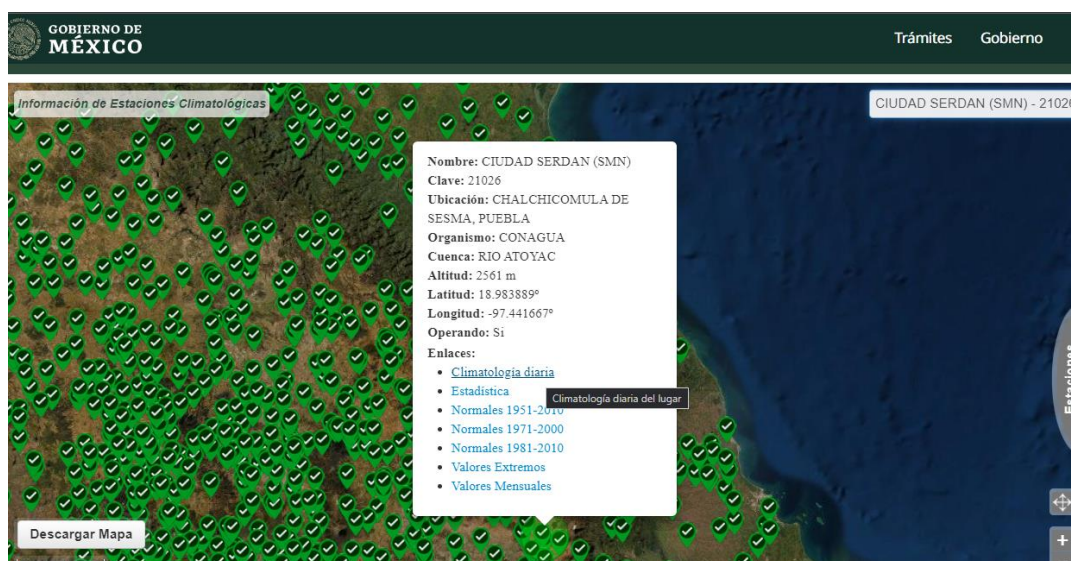 GOBIERNO DE
MÉXICO
Trámites Gobierno
Información de Estaciones Climatológicas
CIUDAD SERDAN (SMN) - 21026
Nombre: CIUDAD SERDAN (SMN)
Clave: 21026
Ubicación: CHALCHICOMULA DE
SESMA, PUEBLA
Organismo: CONAGUA
Cuenca: RIO ATOYAC
Altitud: 2561 m
Latitud: 18.983889º
Longitud: -97.441667º
Operando: Si
Enlaces:
• Climatología diaria
• Estadística
Climatología diaria del lugar
• Normales 1951-2010
• Normales 1971-2000
• Normales 1981-2010
• Valores Extremos
• Valores Mensuales
Estaciones
Descargar Mapa
+